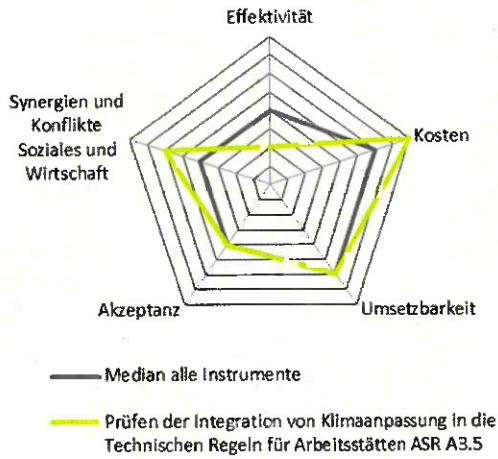 Effektivität
Synergien und
Konflikte
Soziales und
Wirtschaft
Kosten
Akzeptanz
Umsetzbarkeit
Median alle Instrumente
Prüfen der Integration von Klimaanpassung in die
Technischen Regeln für Arbeitsstätten ASR A3.5